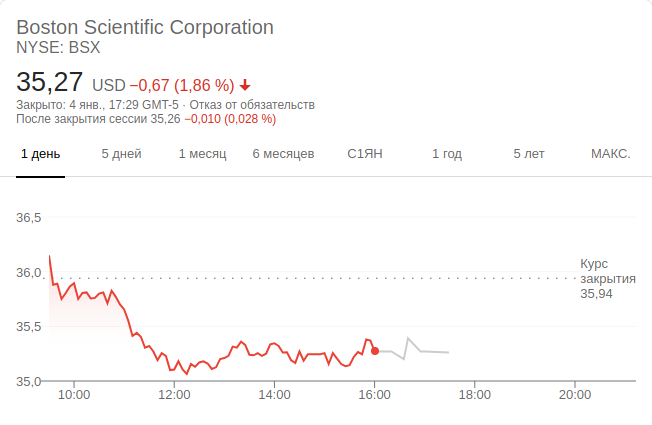 Boston Scientific Corporation
NYSE: BSX
35,27 USD −0,67 (1,86 %)
Закрыто: 4 янв., 17:29 GMT-5 · Отказ от обязательств
После закрытия сессии 35,26 −0,010 (0,028 %)
1 день 5 дней 1 месяц 6 месяцев С1ЯН 1 год 5 лет МАКС.
36,5
36,0
35,5
35,0
Курс
закрытия
35,94
10:00 12:00 14:00 16:00 18:00 20:00